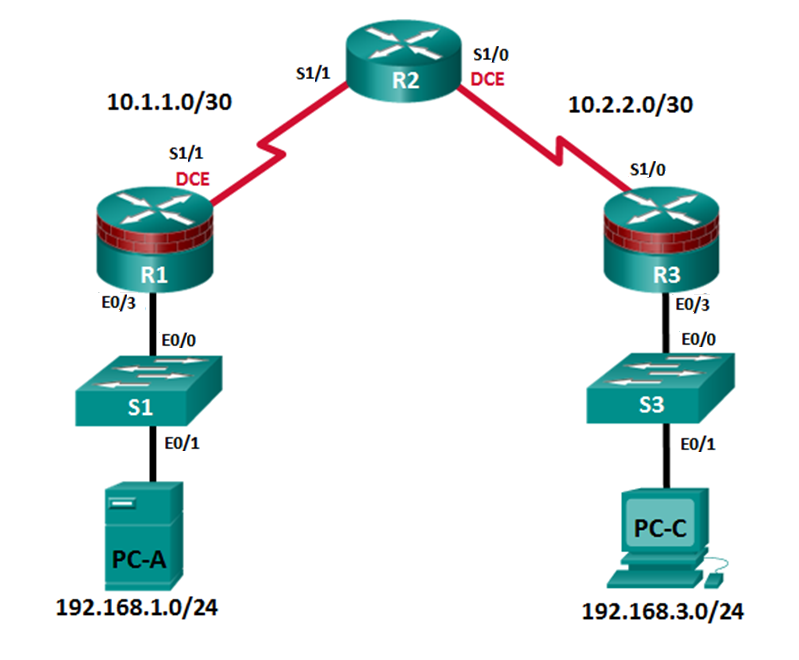 R2
S1/1
S1/0
DCE
10.1.1.0/30
10.2.2.0/30
S1/1
DCE
S1/0
R1
R3
E0/3
E0/3
E0/0
E0/0
S1
S3
E0/1
E0/1
PC-A
PC-C
192.168.1.0/24
192.168.3.0/24